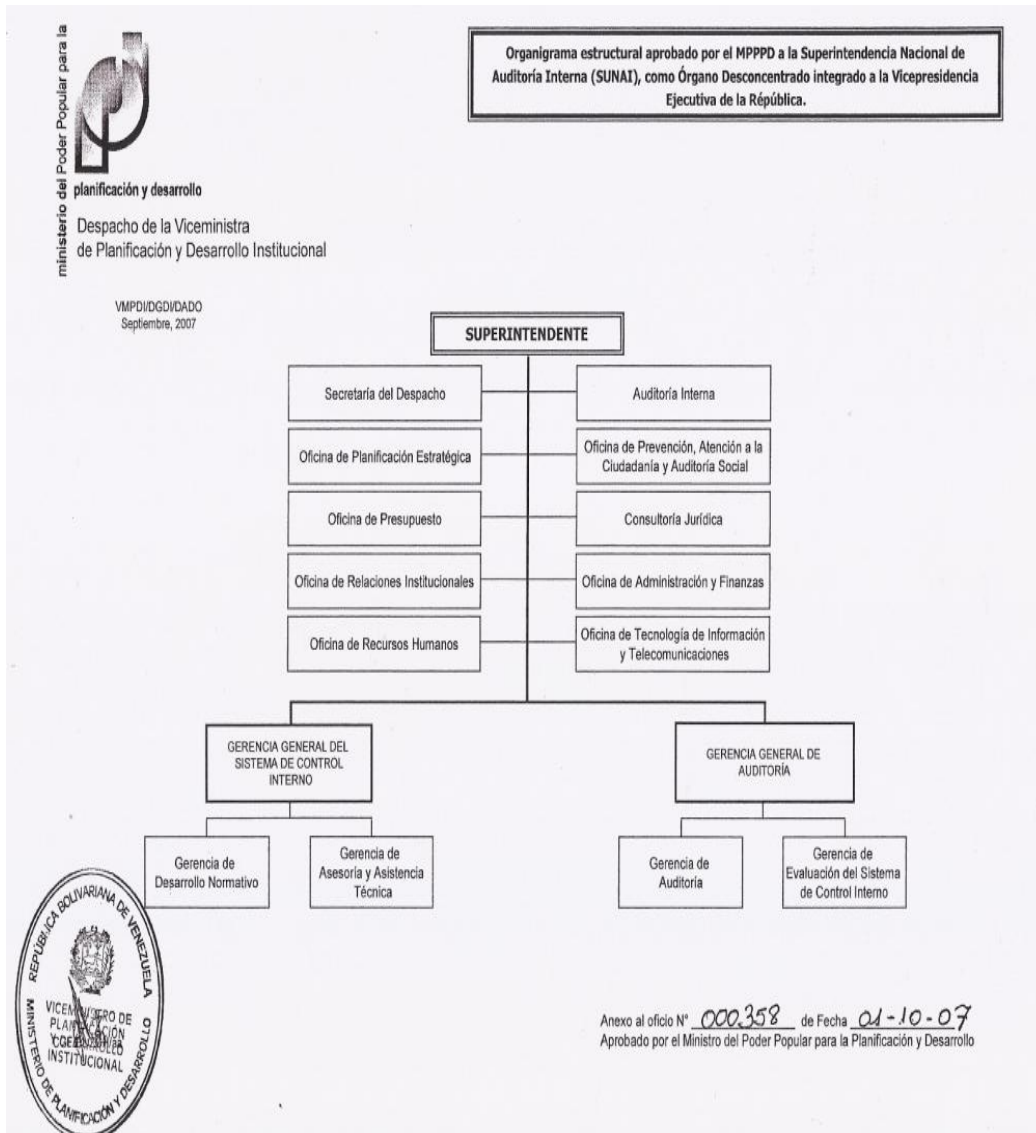 ministerio del Poder Popular para la
planificación y desarrollo
Despacho de la Viceministra
de Planificación y Desarrollo Institucional
VMPDI/DGDI/DADO
Septiembre, 2007
Organigrama estructural aprobado por el MPPPD a la Superintendencia Nacional de
Auditoría Interna (SUNAI), como Órgano Desconcentrado integrado a la Vicepresidencia
Ejecutiva de la República.
SUPERINTENDENTE
Secretaría del Despacho
Auditoría Interna
Oficina de Planificación Estratégica
Oficina de Prevención, Atención a la
Ciudadanía y Auditoría Social
Oficina de Presupuesto
Consultoría Jurídica
Oficina de Relaciones Institucionales
Oficina de Administración y Finanzas
Oficina de Recursos Humanos
Oficina de Tecnología de Información
y Telecomunicaciones
GERENCIA GENERAL DEL
SISTEMA DE CONTROL
INTERNO
GERENCIA GENERAL DE
AUDITORÍA
Gerencia de
Desarrollo Normativo
Gerencia de
Asesoría y Asistencia
Técnica
Gerencia de
Auditoría
Gerencia de
Evaluación del Sistema
de Control Interno
REPÚBLICA BOLIVARIANA DE VENEZUELA
VICEMINISTERO DE
PLANIFICACIÓN
INSTITUCIONAL
MINISTERIO DE PLANIFICACIÓN Y DESARROLLO
Anexo al oficio N° 000358 de Fecha 01-10-07
Aprobado por el Ministro del Poder Popular para la Planificación y Desarrollo